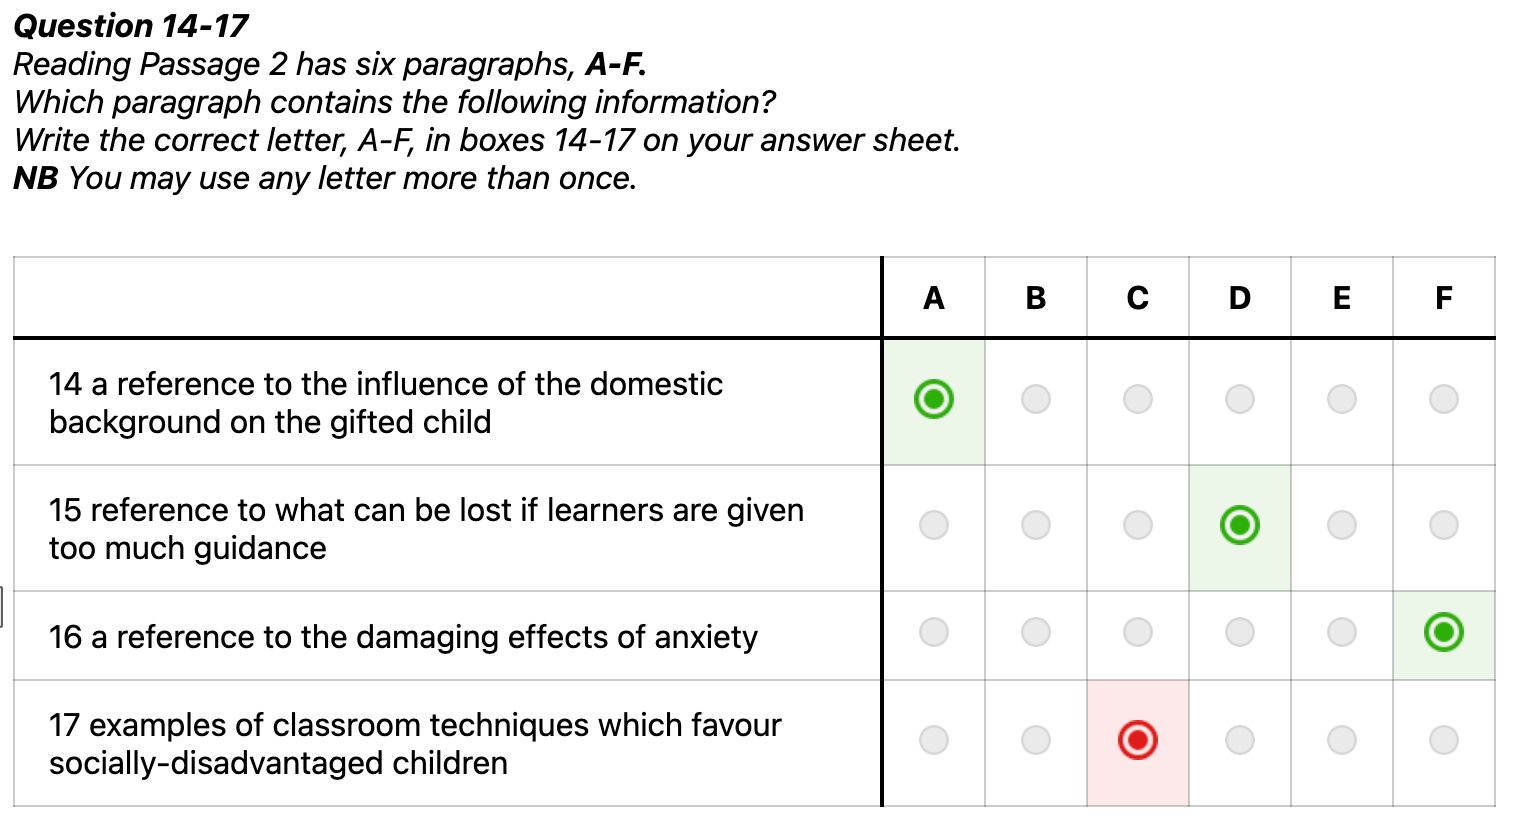 Question 14-17
Reading Passage 2 has six paragraphs, A-F.
Which paragraph contains the following information?
Write the correct letter, A-F, in boxes 14-17 on your answer sheet.
NB You may use any letter more than once.
A B C D E F
14 a reference to the influence of the domestic
background on the gifted child
15 reference to what can be lost if learners are given
too much guidance
16 a reference to the damaging effects of anxiety
17 examples of classroom techniques which favour
socially-disadvantaged children